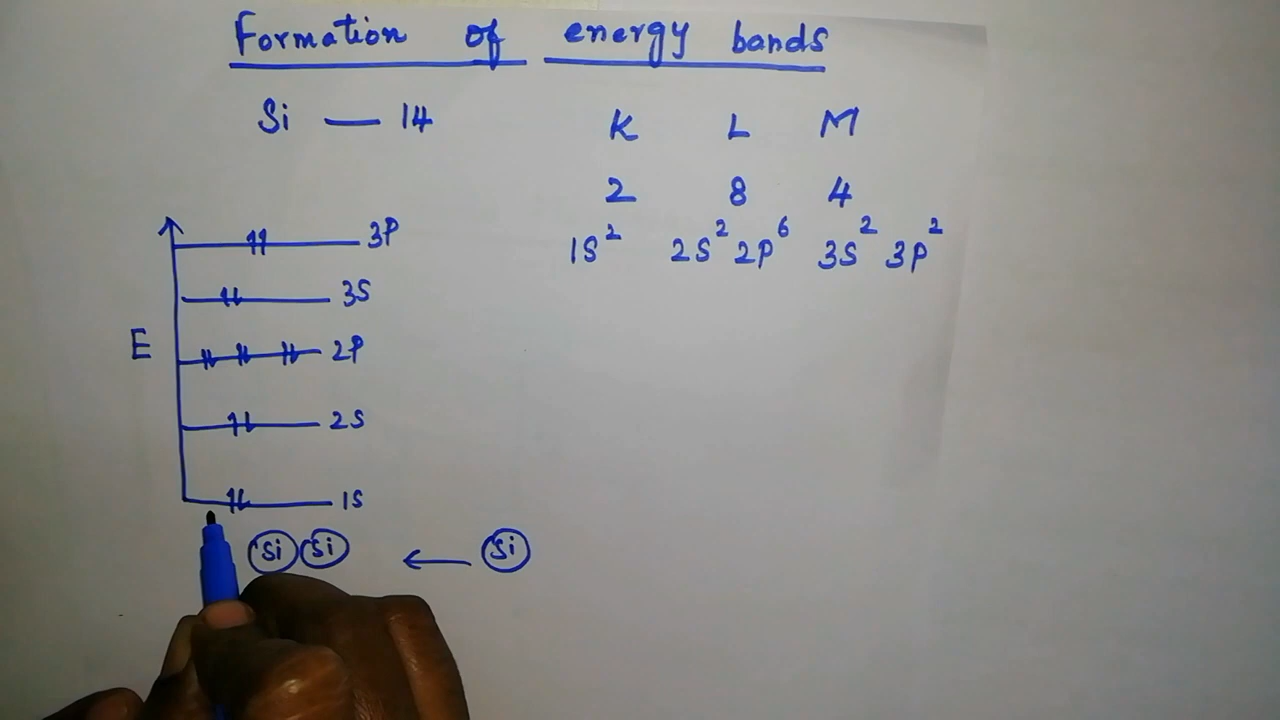 Formation of energy bands
Si — 14
K L M
2 8 4
1S² 2S² 2P⁶ 3S² 3P²
3P
3S
E
2P
2S
1S
Si Si ← Si